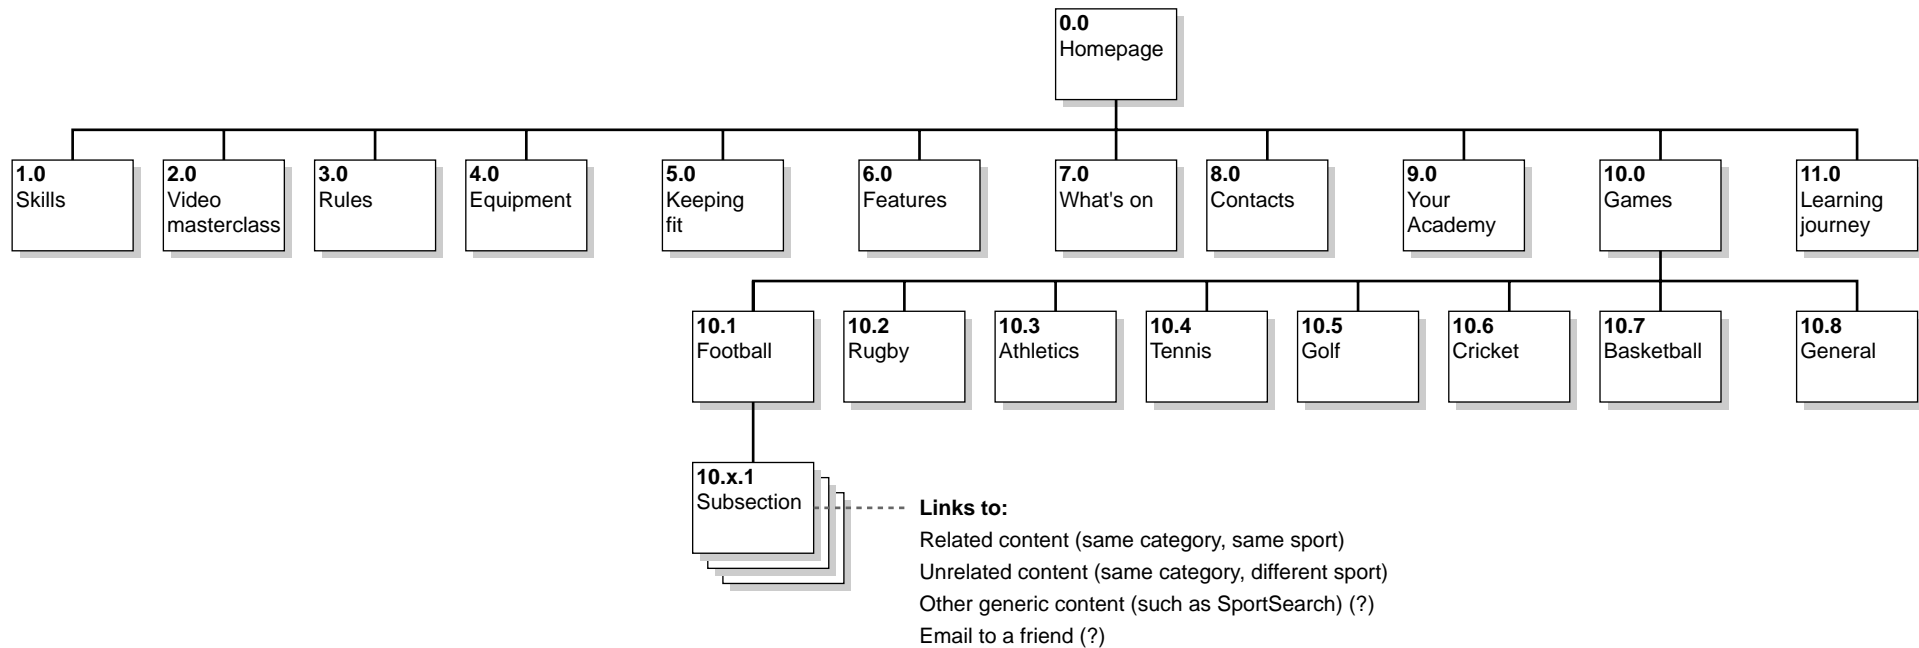 0.0
Homepage
1.0
Skills
2.0
Video
masterclass
3.0
Rules
4.0
Equipment
5.0
Keeping
fit
6.0
Features
7.0
What's on
8.0
Contacts
9.0
Your
Academy
10.0
Games
11.0
Learning
journey
10.1
Football
10.2
Rugby
10.3
Athletics
10.4
Tennis
10.5
Golf
10.6
Cricket
10.7
Basketball
10.8
General
10.x.1
Subsection
Links to:
Related content (same category, same sport)
Unrelated content (same category, different sport)
Other generic content (such as SportSearch) (?)
Email to a friend (?)